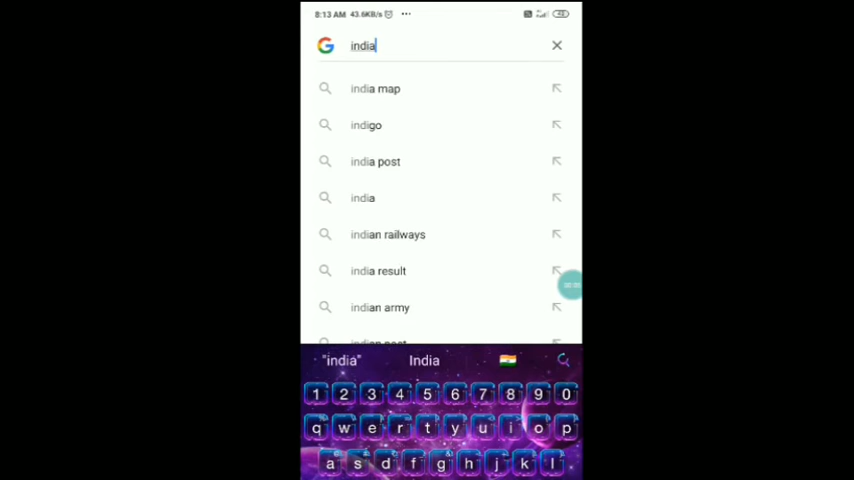 8:13 AM 43.6KB/s
india
india map
indigo
india post
india
indian railways
india result
indian army
"india" India
1 2 3 4 5 6 7 8 9 0
q w e r t y u i o p
a s d f g h j k l